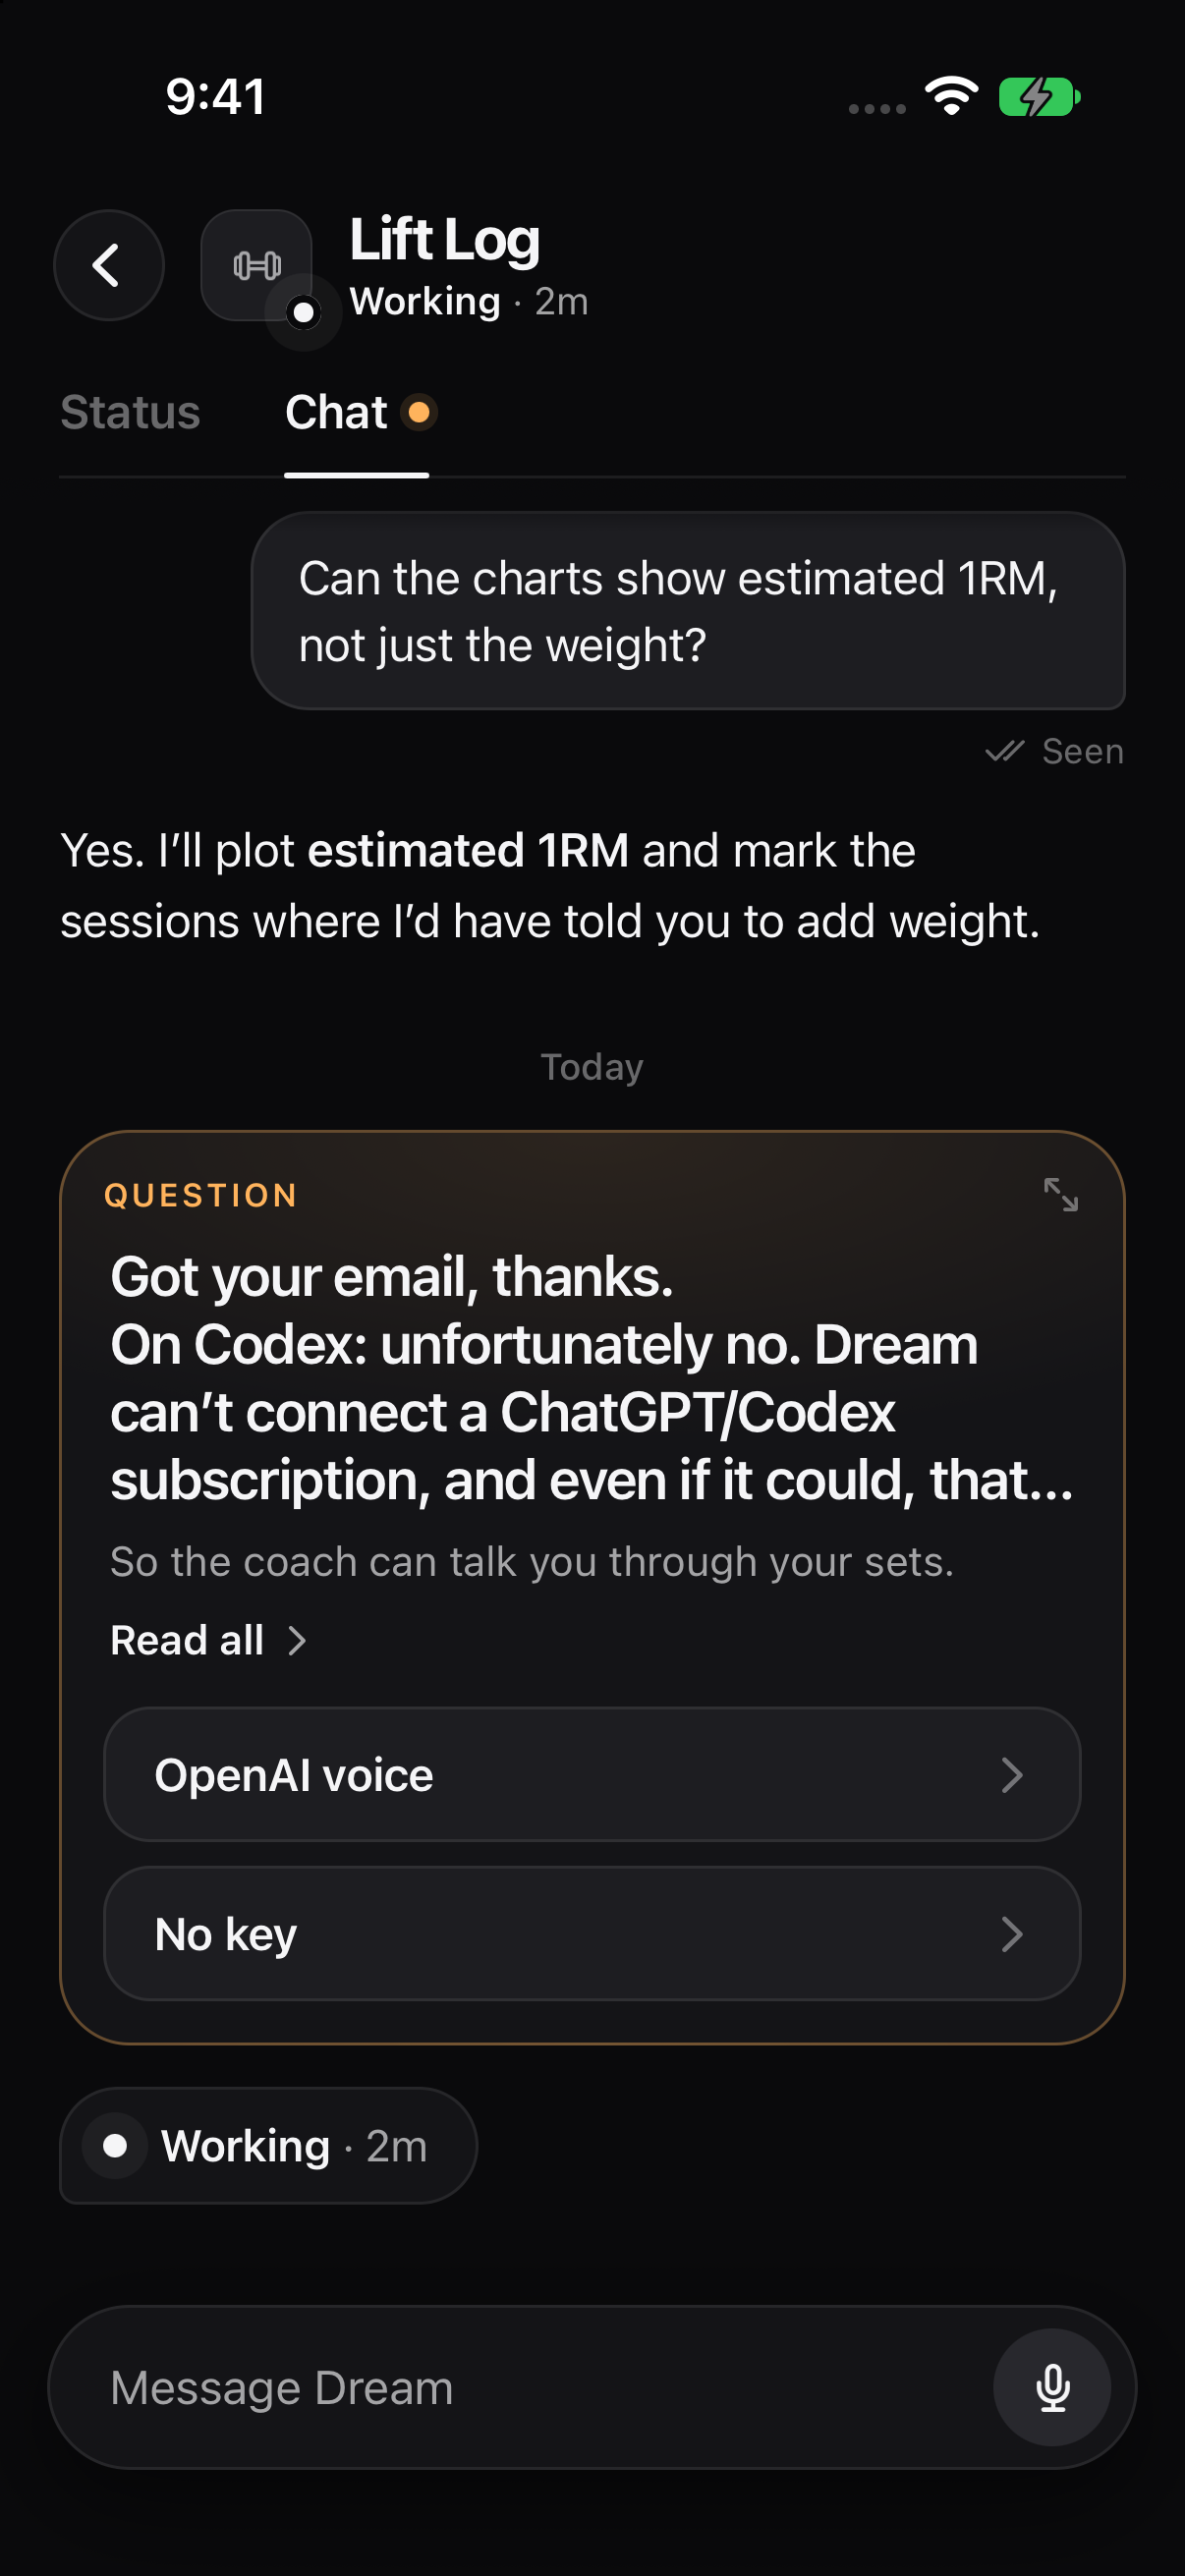 9:41
Lift Log
Working · 2m
Status
Chat
Can the charts show estimated 1RM,
not just the weight?
Seen
Yes. I’ll plot estimated 1RM and mark the
sessions where I’d have told you to add weight.
Today
QUESTION
Got your email, thanks.
On Codex: unfortunately no. Dream
can’t connect a ChatGPT/Codex
subscription, and even if it could, that...
So the coach can talk you through your sets.
Read all
OpenAI voice
No key
Working · 2m
Message Dream